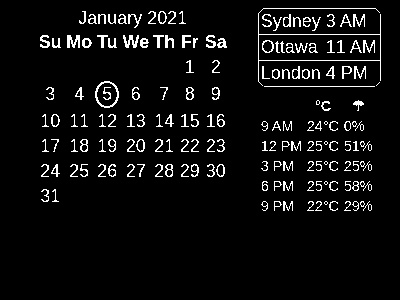 January 2021
Su Mo Tu We Th Fr Sa
1 2
3 4 5 6 7 8 9
10 11 12 13 14 15 16
17 18 19 20 21 22 23
24 25 26 27 28 29 30
31
Sydney 3 AM
Ottawa 11 AM
London 4 PM
°C ☂
9 AM 24°C 0%
12 PM 25°C 51%
3 PM 25°C 25%
6 PM 25°C 58%
9 PM 22°C 29%